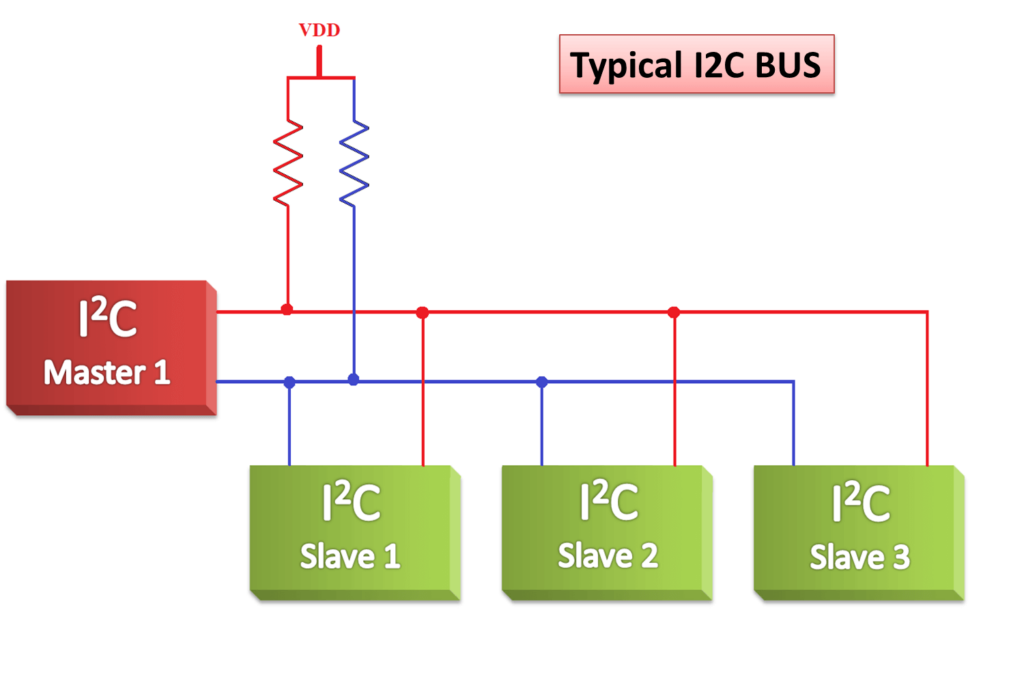 VDD
Typical I2C BUS
I²C
Master 1
I²C
Slave 1
I²C
Slave 2
I²C
Slave 3